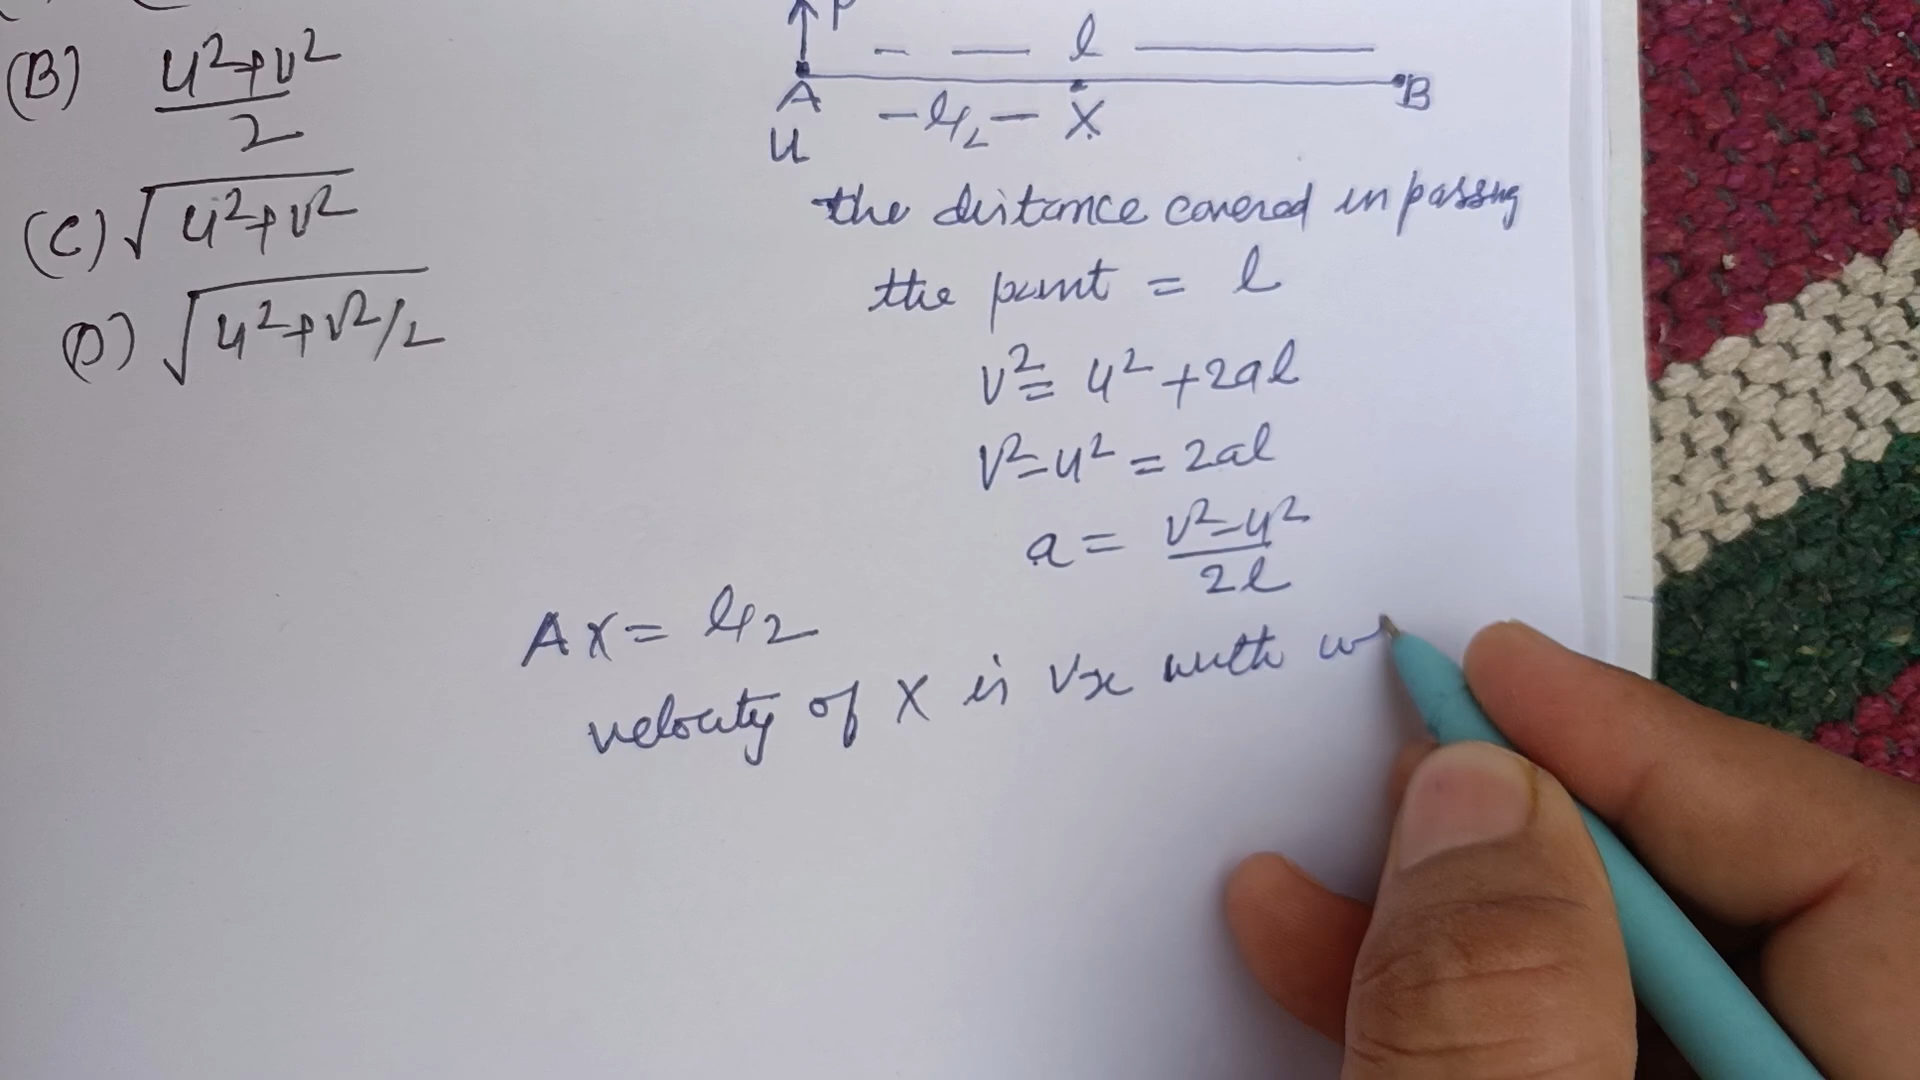 (B) u²+v²
2
(C) √u²+v²
(D) √u²+v²/2
P
l
A B
- l/2 - X
u
the distance covered in passing
the point = l
v² = u² + 2al
v²-u² = 2al
a = v²-u²
2l
AX = l/2
velocity of X is Vx with w